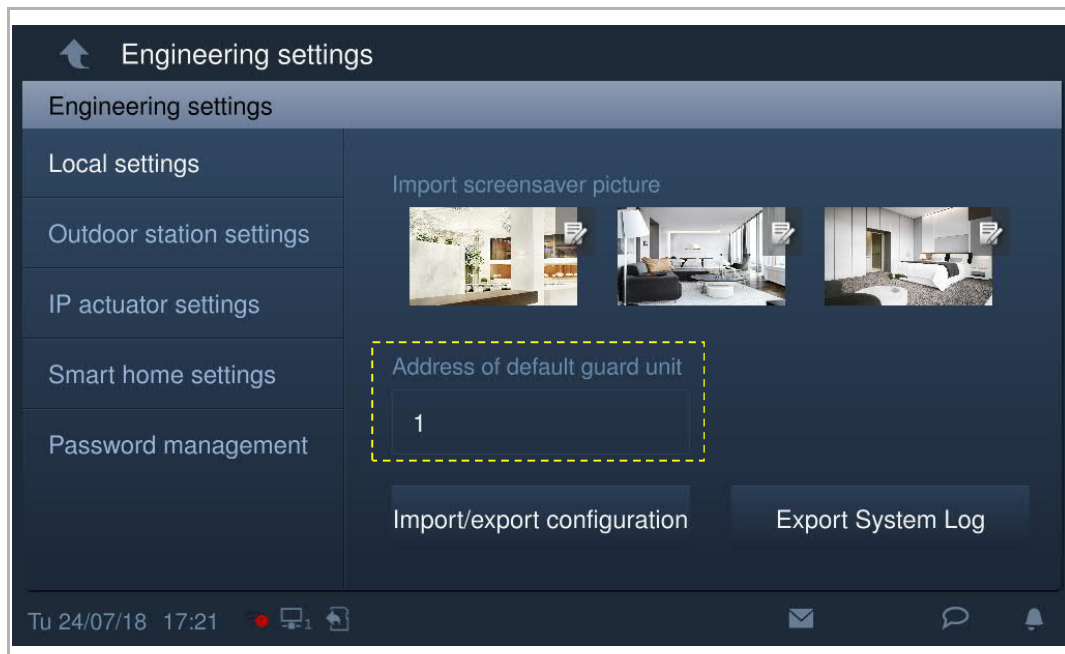 Engineering settings
Engineering settings
Local settings
Outdoor station settings
IP actuator settings
Smart home settings
Password management
Import screensaver picture
Address of default guard unit
1
Import/export configuration
Export System Log
Tu 24/07/18 17:21
1